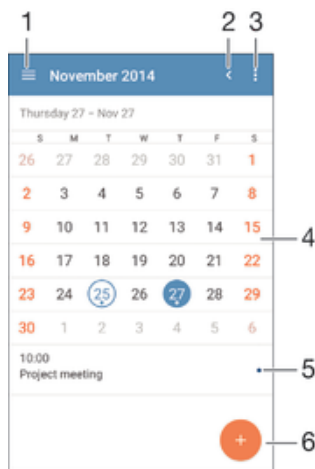 1 2 3
November 2014
Thursday 27 – Nov 27
S M T W T F S
26 27 28 29 30 31 1
2 3 4 5 6 7 8
9 10 11 12 13 14 15
4
16 17 18 19 20 21 22
23 24 25 26 27 28 29
30 1 2 3 4 5 6
10:00
Project meeting
5
6